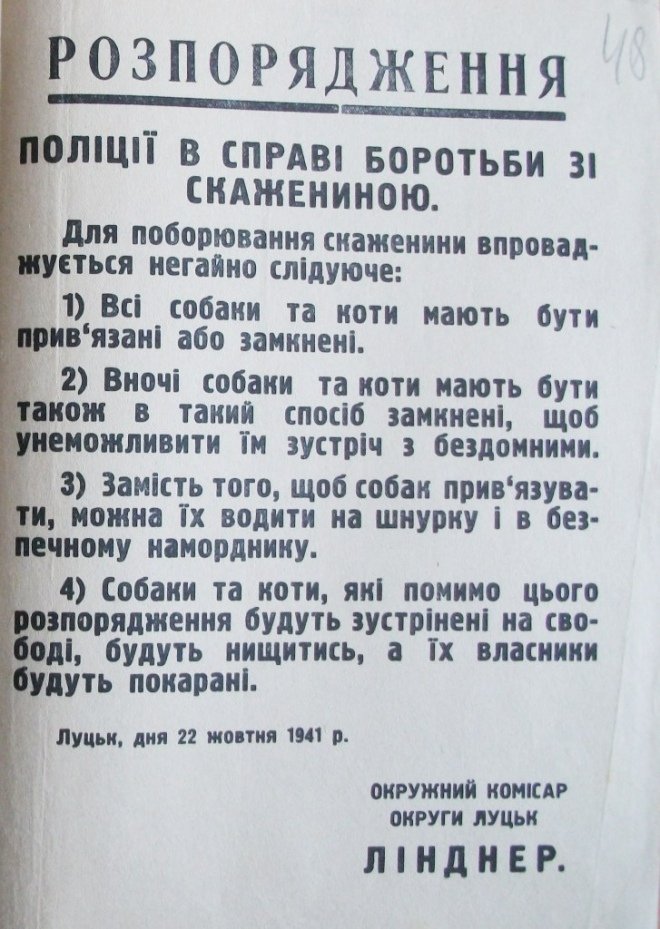 48
РОЗПОРЯДЖЕННЯ
ПОЛІЦІЇ В СПРАВІ БОРОТЬБИ ЗІ
СКАЖЕНИНОЮ.
Для поборювання скаженини впровад-
жується негайно слідуюче:
1) Всі собаки та коти мають бути
прив‘язані або замкнені.
2) Вночі собаки та коти мають бути
також в такий спосіб замкнені, щоб
унеможливити їм зустріч з бездомними.
3) Замість того, щоб собак прив‘язува-
ти, можна їх водити на шнурку і в без-
печному наморднику.
4) Собаки та коти, які помимо цього
розпорядження будуть зустрінені на сво-
боді, будуть нищитись, а їх власники
будуть покарані.
Луцьк, дня 22 жовтня 1941 р.
ОКРУЖНИЙ КОМІСАР
ОКРУГИ ЛУЦЬК
ЛІНДНЕР.